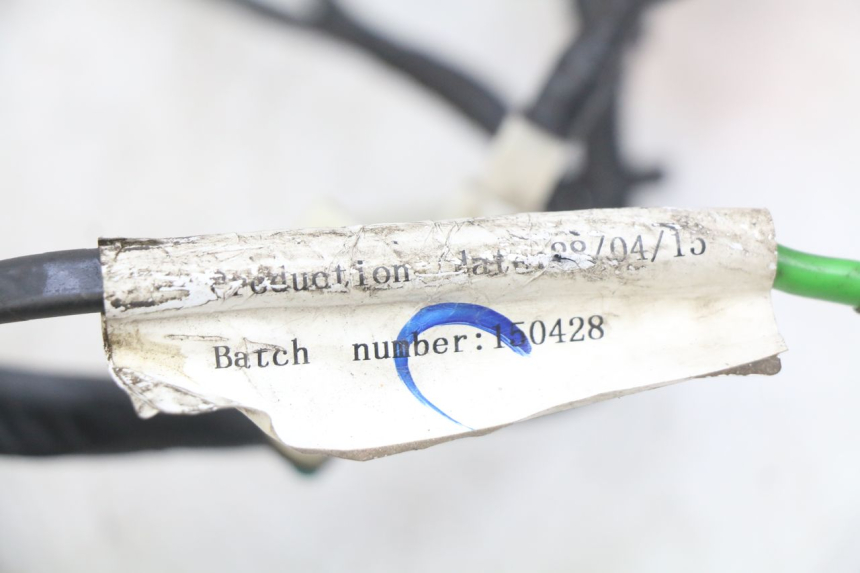 Production date:28/04/15
Batch number:150428